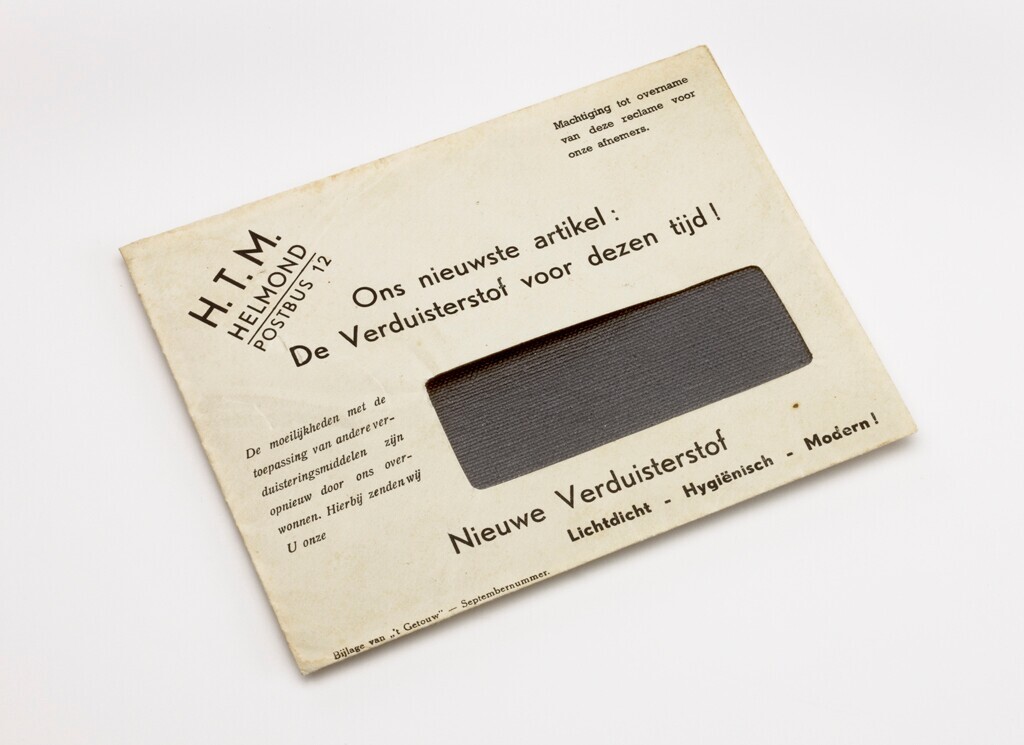 Machtiging tot overname
van deze reclame voor
onze afnemers.
H. T. M.
HELMOND
POSTBUS 12
Ons nieuwste artikel :
De Verduisterstof voor dezen tijd !
De moeilijkheden met de
toepassing van andere ver-
duisteringsmiddelen zijn
opnieuw door ons over-
wonnen. Hierbij zenden wij
U onze
Nieuwe Verduisterstof
Lichtdicht - Hygiënisch - Modern !
Bijlage van „'t Getouw" — Septembernummer.